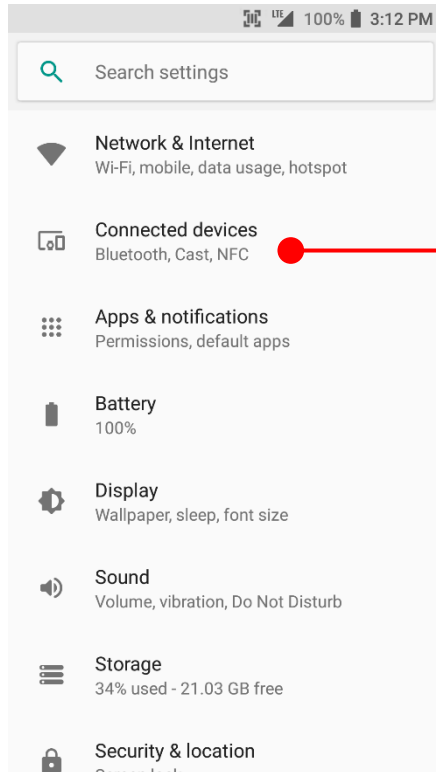 LTE 100% 3:12 PM
Search settings
Network & Internet
Wi-Fi, mobile, data usage, hotspot
Connected devices
Bluetooth, Cast, NFC
Apps & notifications
Permissions, default apps
Battery
100%
Display
Wallpaper, sleep, font size
Sound
Volume, vibration, Do Not Disturb
Storage
34% used - 21.03 GB free
Security & location